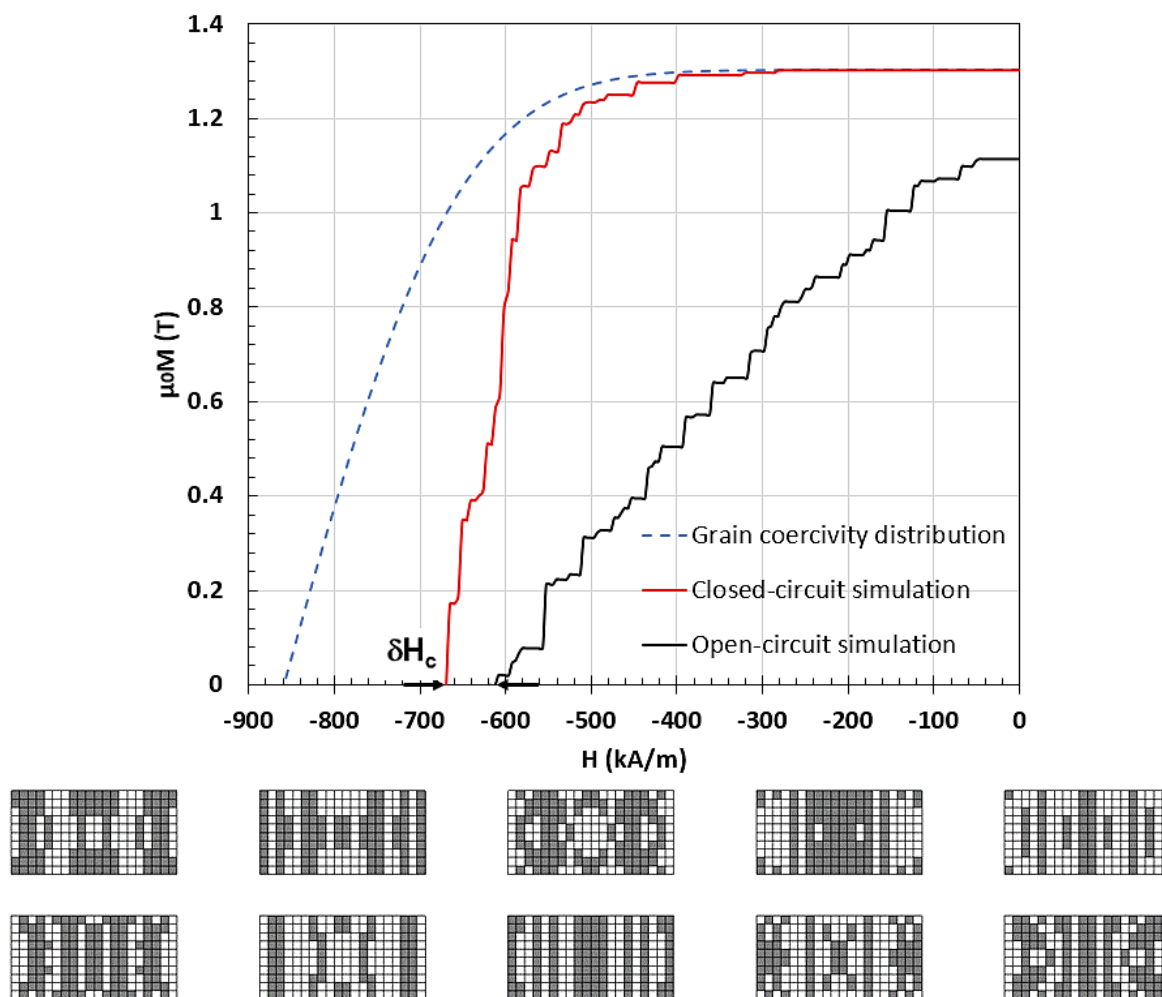 1.4
1.2
1
0.8
0.6
0.4
0.2
0
μ₀M (T)
Grain coercivity distribution
Closed-circuit simulation
Open-circuit simulation
δHc
-900 -800 -700 -600 -500 -400 -300 -200 -100 0
H (kA/m)